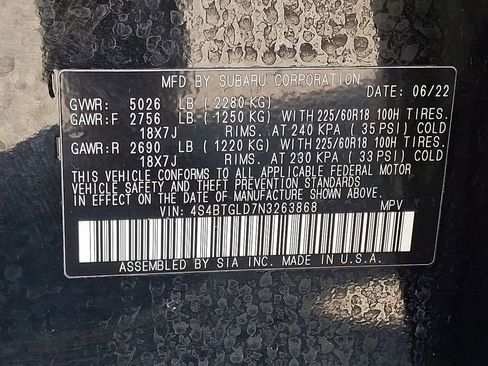 MFD BY SUBARU CORPORATION DATE: 06/22
GVWR: 5026 LB ( 2280 KG)
GAWR:F 2756 LB ( 1250 KG) WITH 225/60R18 100H TIRES.
18X7J RIMS. AT 240 KPA ( 35 PSI) COLD
GAWR:R 2690 LB ( 1220 KG) WITH 225/60R18 100H TIRES.
18X7J RIMS. AT 230 KPA ( 33 PSI) COLD
THIS VEHICLE CONFORMS TO ALL APPLICABLE FEDERAL MOTOR
VEHICLE SAFETY AND THEFT PREVENTION STANDARDS
IN EFFECT ON THE DATE OF MANUFACTURE SHOWN ABOVE.
VIN: 4S4BTGLD7N3263868 MPV
ASSEMBLED BY SIA INC. MADE IN U.S.A.